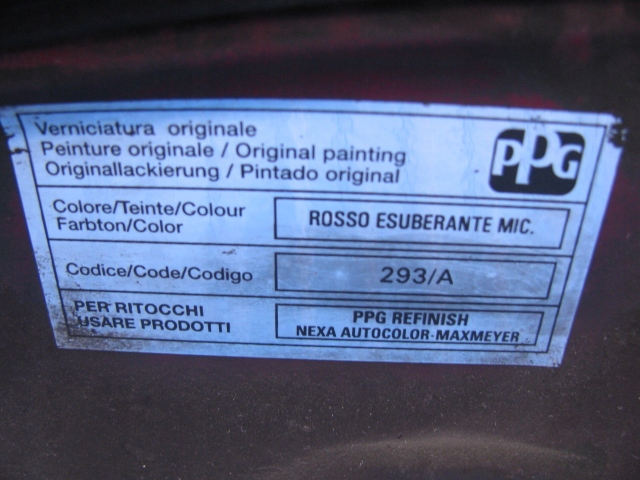 Verniciatura originale
Peinture originale / Original painting
Originallackierung / Pintado original
PPG
Colore/Teinte/Colour
Farbton/Color
ROSSO ESUBERANTE MIC.
Codice/Code/Codigo
293/A
PER RITOCCHI
USARE PRODOTTI
PPG REFINISH
NEXA AUTOCOLOR-MAXMEYER